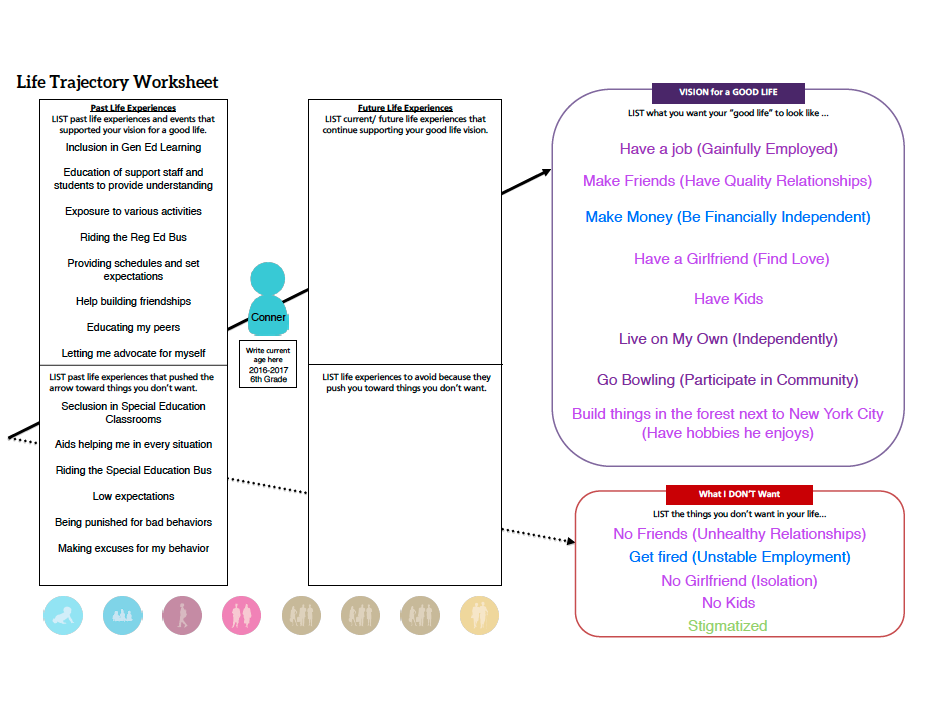 Life Trajectory Worksheet
Past Life Experiences
LIST past life experiences and events that
supported your vision for a good life.
Inclusion in Gen Ed Learning
Education of support staff and
students to provide understanding
Exposure to various activities
Riding the Reg Ed Bus
Providing schedules and set
expectations
Help building friendships
Educating my peers
Letting me advocate for myself
LIST past life experiences that pushed the
arrow toward things you don't want.
Seclusion in Special Education
Classrooms
Aids helping me in every situation
Riding the Special Education Bus
Low expectations
Being punished for bad behaviors
Making excuses for my behavior
Conner
Write current
age here
2016-2017
6th Grade
Future Life Experiences
LIST current/ future life experiences that
continue supporting your good life vision.
LIST life experiences to avoid because they
push you toward things you don't want.
VISION for a GOOD LIFE
LIST what you want your "good life" to look like ...
Have a job (Gainfully Employed)
Make Friends (Have Quality Relationships)
Make Money (Be Financially Independent)
Have a Girlfriend (Find Love)
Have Kids
Live on My Own (Independently)
Go Bowling (Participate in Community)
Build things in the forest next to New York City
(Have hobbies he enjoys)
What I DON'T Want
LIST the things you don't want in your life...
No Friends (Unhealthy Relationships)
Get fired (Unstable Employment)
No Girlfriend (Isolation)
No Kids
Stigmatized